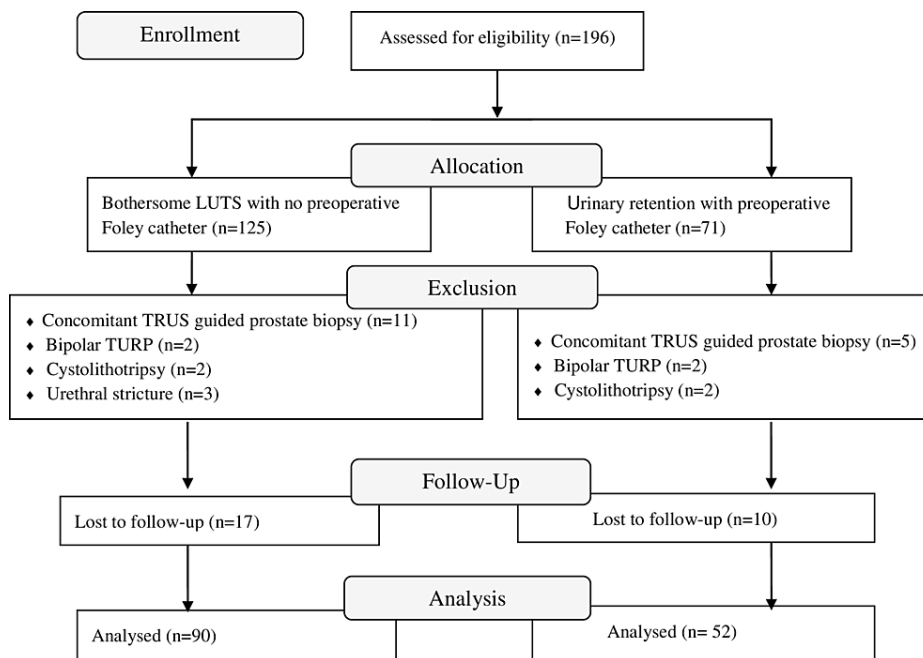 Enrollment
Assessed for eligibility (n=196)
Allocation
Bothersome LUTS with no preoperative
Foley catheter (n=125)
Urinary retention with preoperative
Foley catheter (n=71)
Exclusion
♦ Concomitant TRUS guided prostate biopsy (n=11)
♦ Bipolar TURP (n=2)
♦ Cystolithotripsy (n=2)
♦ Urethral stricture (n=3)
♦ Concomitant TRUS guided prostate biopsy (n=5)
♦ Bipolar TURP (n=2)
♦ Cystolithotripsy (n=2)
Follow-Up
Lost to follow-up (n=17)
Lost to follow-up (n=10)
Analysis
Analysed (n=90)
Analysed (n= 52)